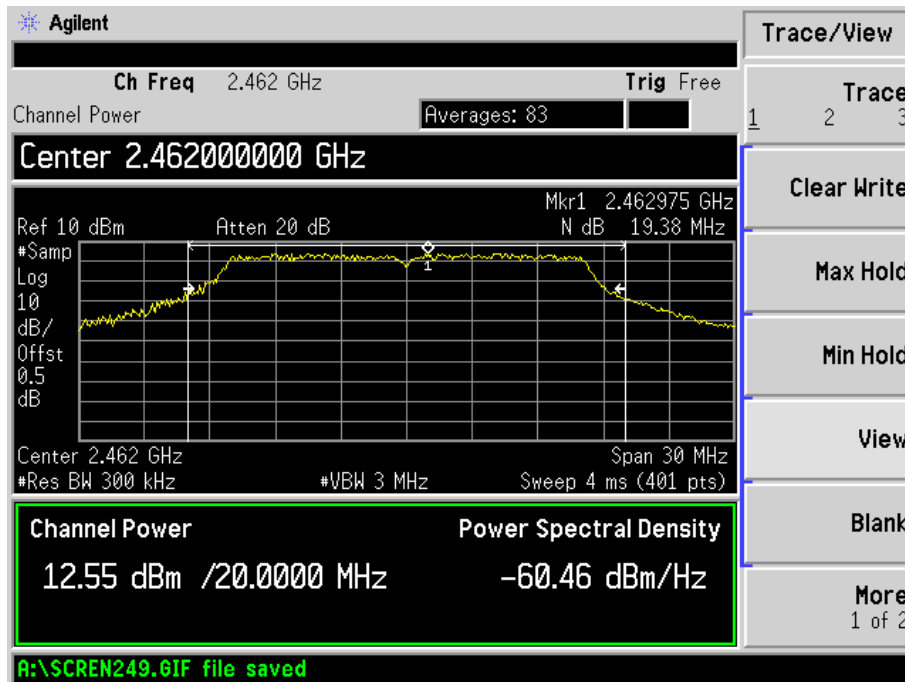 Agilent
Trace/View
Ch Freq 2.462 GHz Trig Free
Channel Power Averages: 83
Trace
1 2 3
Center 2.462000000 GHz
Clear Write
Mkr1 2.462975 GHz
Ref 10 dBm Atten 20 dB N dB 19.38 MHz
#Samp
Log
10
dB/
Offst
0.5
dB
1
Max Hold
Min Hold
View
Center 2.462 GHz Span 30 MHz
#Res BW 300 kHz #VBW 3 MHz Sweep 4 ms (401 pts)
Channel Power Power Spectral Density
12.55 dBm /20.0000 MHz -60.46 dBm/Hz
Blank
More
1 of 2
A:\SCREN249.GIF file saved